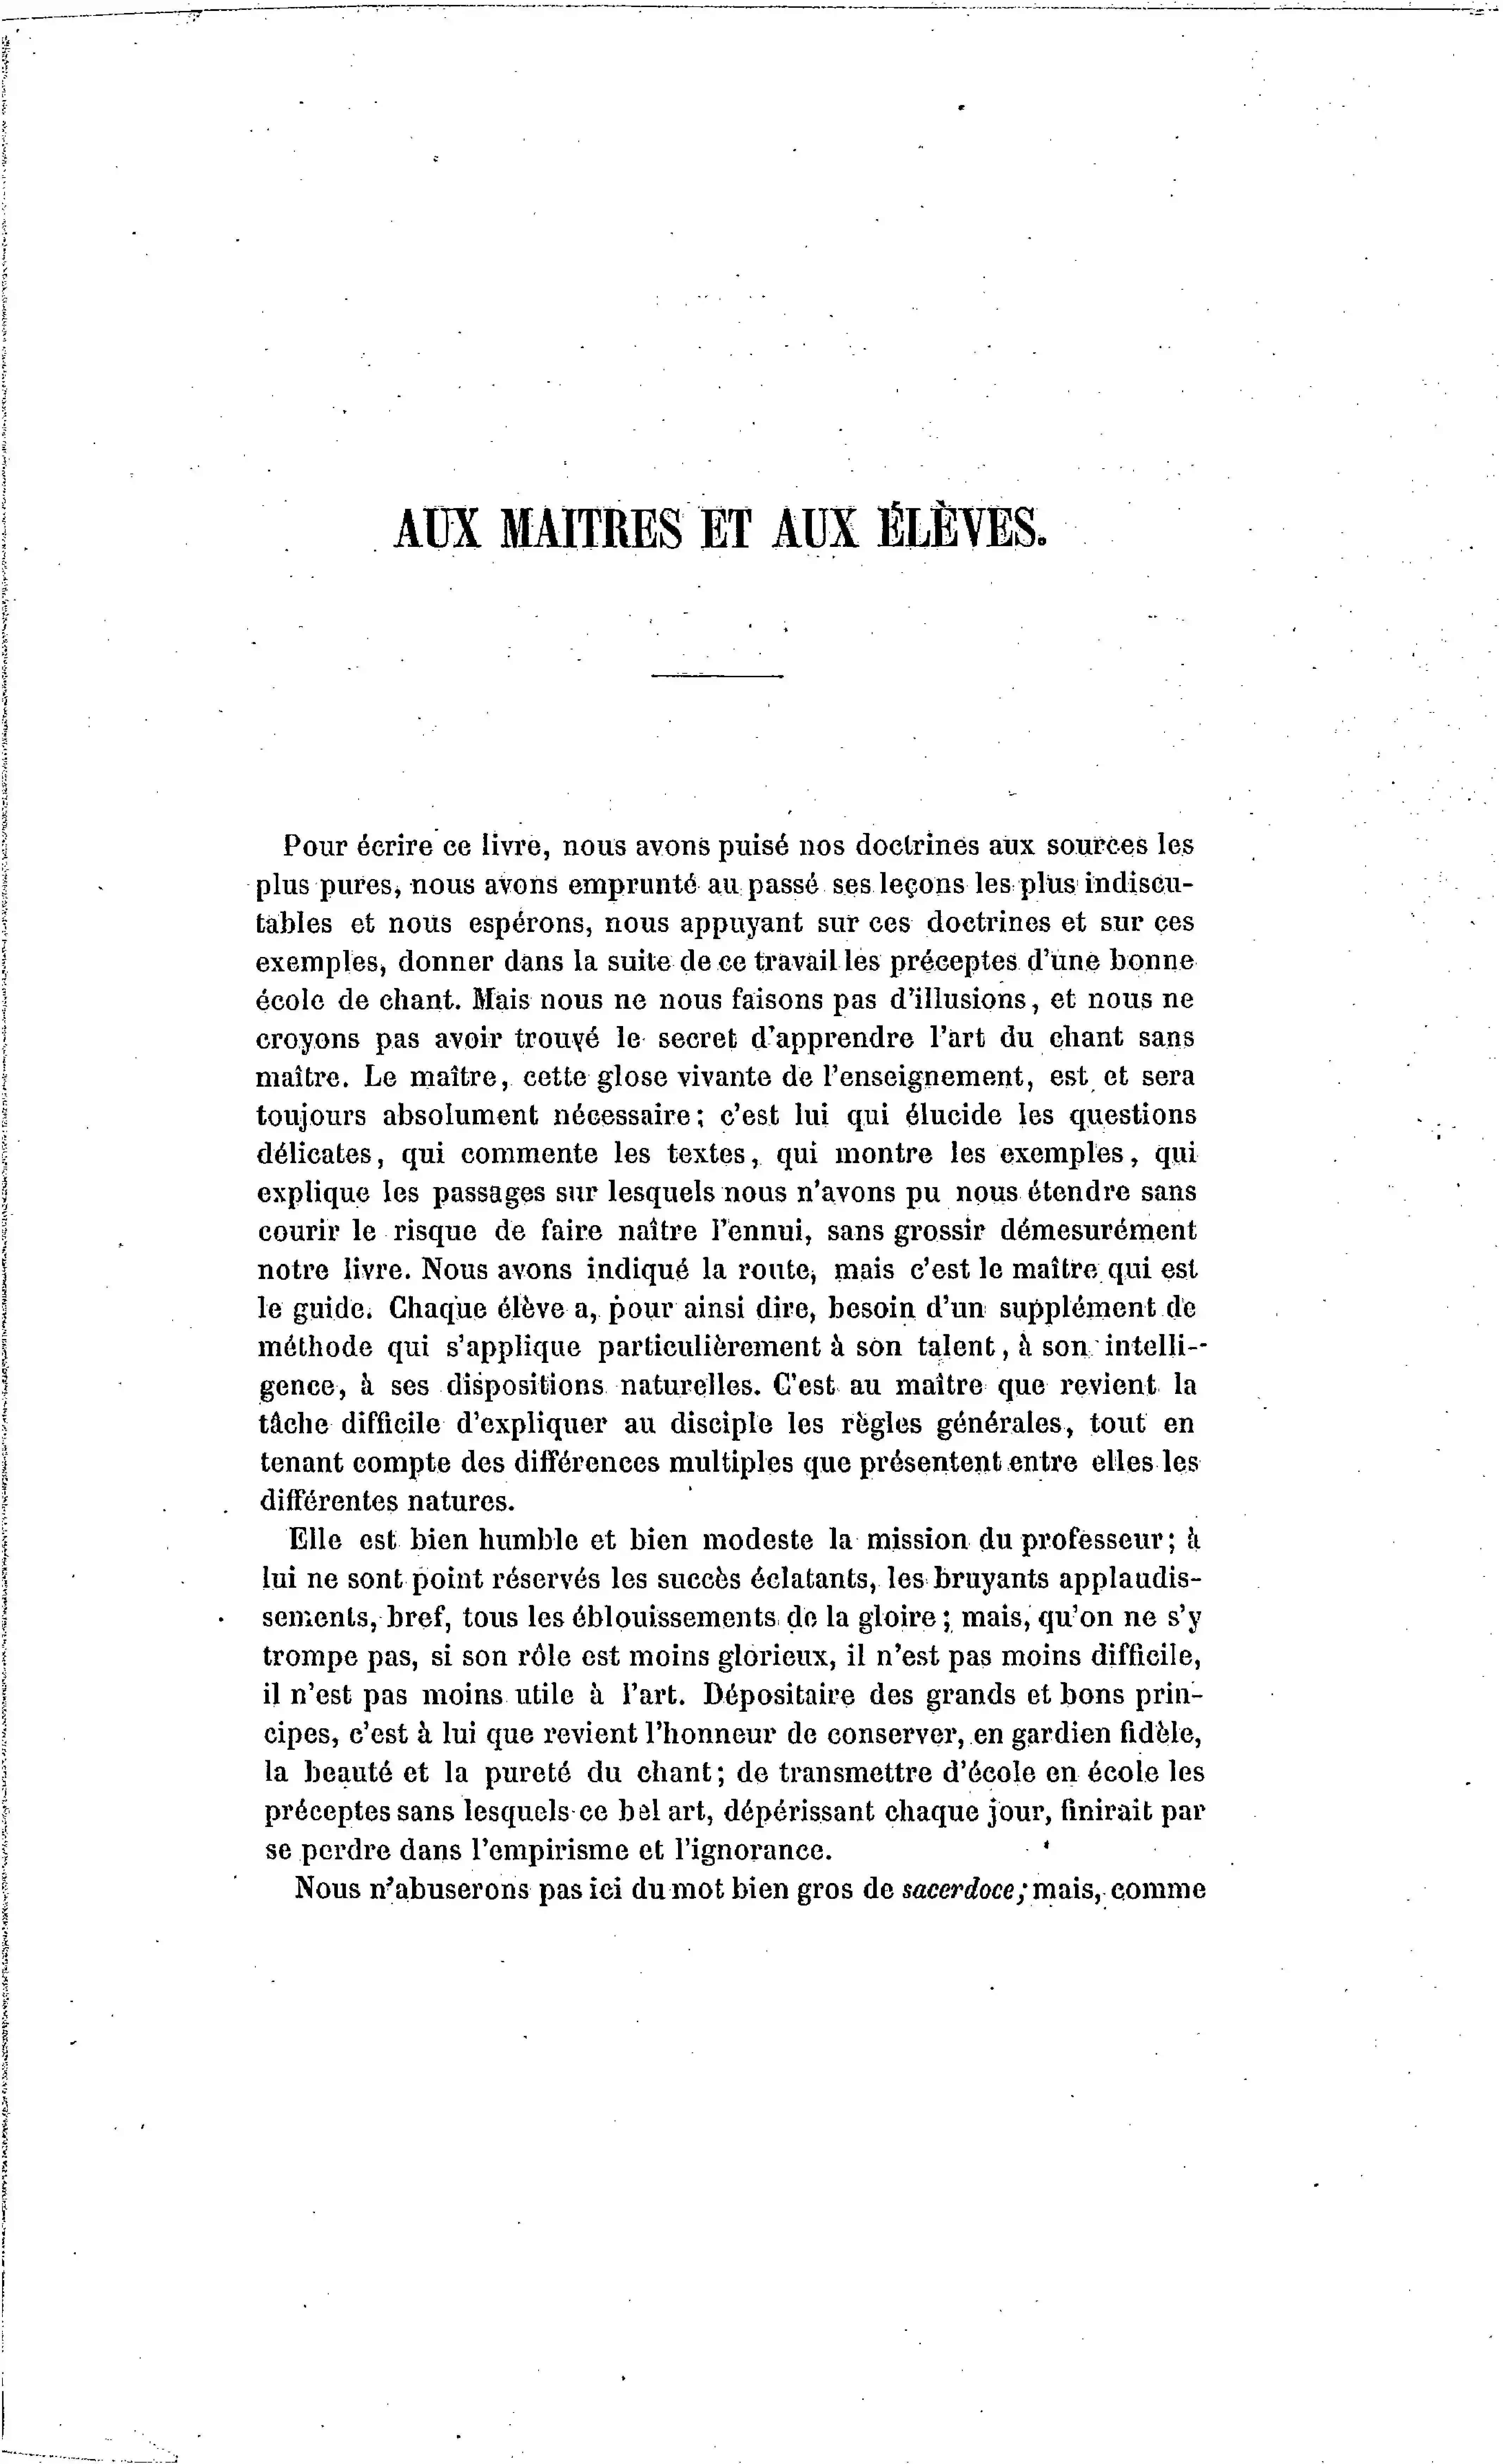 AUX MAITRES ET AUX ÉLÈVES.
Pour écrire ce livre, nous avons puisé nos doctrines aux sources les
plus pures, nous avons emprunté au passé ses leçons les plus indiscu-
tables et nous espérons, nous appuyant sur ces doctrines et sur ces
exemples, donner dans la suite de ce travail les préceptes d'une bonne
école de chant. Mais nous ne nous faisons pas d'illusions, et nous ne
croyons pas avoir trouvé le secret d'apprendre l'art du chant sans
maître. Le maître, cette glose vivante de l'enseignement, est et sera
toujours absolument nécessaire; c'est lui qui élucide les questions
délicates, qui commente les textes, qui montre les exemples, qui
explique les passages sur lesquels nous n'avons pu nous étendre sans
courir le risque de faire naître l'ennui, sans grossir démesurément
notre livre. Nous avons indiqué la route, mais c'est le maître qui est
le guide. Chaque élève a, pour ainsi dire, besoin d'un supplément de
méthode qui s'applique particulièrement à son talent, à son intelli-
gence, à ses dispositions naturelles. C'est au maître que revient la
tâche difficile d'expliquer au disciple les règles générales, tout en
tenant compte des différences multiples que présentent entre elles les
différentes natures.
Elle est bien humble et bien modeste la mission du professeur; à
lui ne sont point réservés les succès éclatants, les bruyants applaudis-
sements, bref, tous les éblouissements de la gloire; mais, qu'on ne s'y
trompe pas, si son rôle est moins glorieux, il n'est pas moins difficile,
il n'est pas moins utile à l'art. Dépositaire des grands et bons prin-
cipes, c'est à lui que revient l'honneur de conserver, en gardien fidèle,
la beauté et la pureté du chant; de transmettre d'école en école les
préceptes sans lesquels ce bel art, dépérissant chaque jour, finirait par
se perdre dans l'empirisme et l'ignorance.
Nous n'abuserons pas ici du mot bien gros de sacerdoce; mais, comme